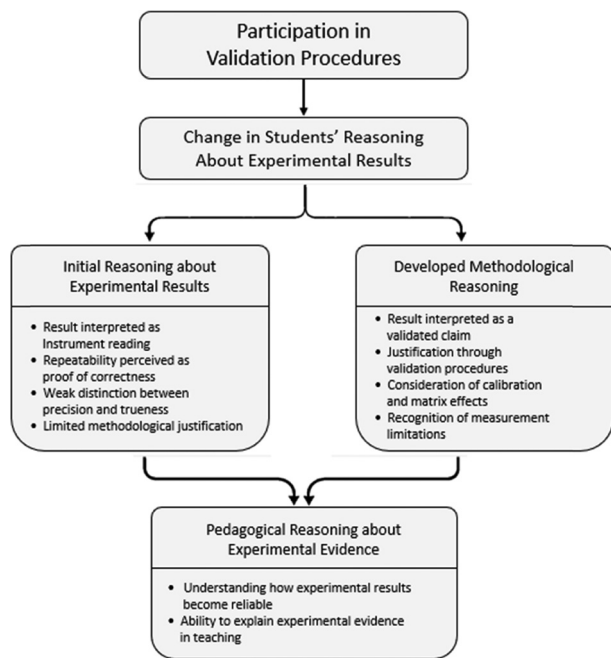 Participation in
Validation Procedures
Change in Students' Reasoning
About Experimental Results
Initial Reasoning about
Experimental Results
• Result interpreted as
Instrument reading
• Repeatability perceived as
proof of correctness
• Weak distinction between
precision and trueness
• Limited methodological justification
Developed Methodological
Reasoning
• Result interpreted as a
validated claim
• Justification through
validation procedures
• Consideration of calibration
and matrix effects
• Recognition of measurement
limitations
Pedagogical Reasoning about
Experimental Evidence
• Understanding how experimental results
become reliable
• Ability to explain experimental evidence
in teaching